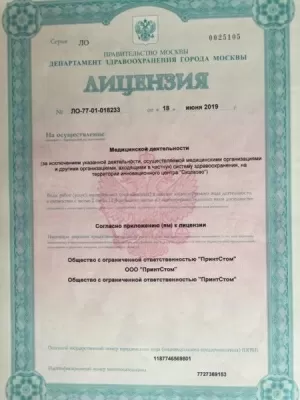 Серия ЛО 0025105
ПРАВИТЕЛЬСТВО МОСКВЫ
ДЕПАРТАМЕНТ ЗДРАВООХРАНЕНИЯ ГОРОДА МОСКВЫ
ЛИЦЕНЗИЯ
№ ЛО-77-01-018233 от « 18 » июня 2019 г.
На осуществление
Медицинской деятельности
(за исключением указанной деятельности, осуществляемой медицинскими организациями
и другими организациями, входящими в частную систему здравоохранения, на
территории инновационного центра "Сколково")
Согласно приложению (ям) к лицензии
Общество с ограниченной ответственностью "ПринтСтом"
ООО "ПринтСтом"
Общество с ограниченной ответственностью "ПринтСтом"
1187746569801
7727369103